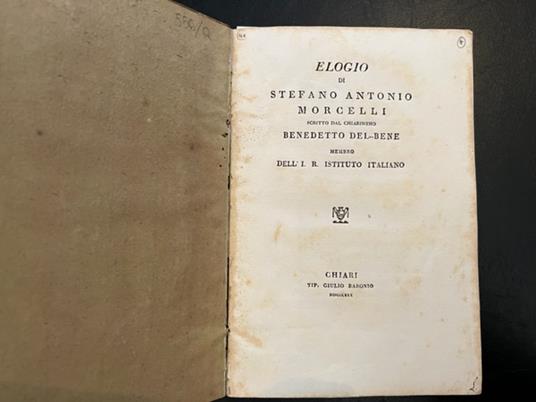 ELOGIO
DI
STEFANO ANTONIO
MORCELLI
SCRITTO DAL CHIARISSIMO
BENEDETTO DEL-BENE
MEMBRO
DELL' I. R. ISTITUTO ITALIANO
CHIARI
TIP. GIULIO BARONIO